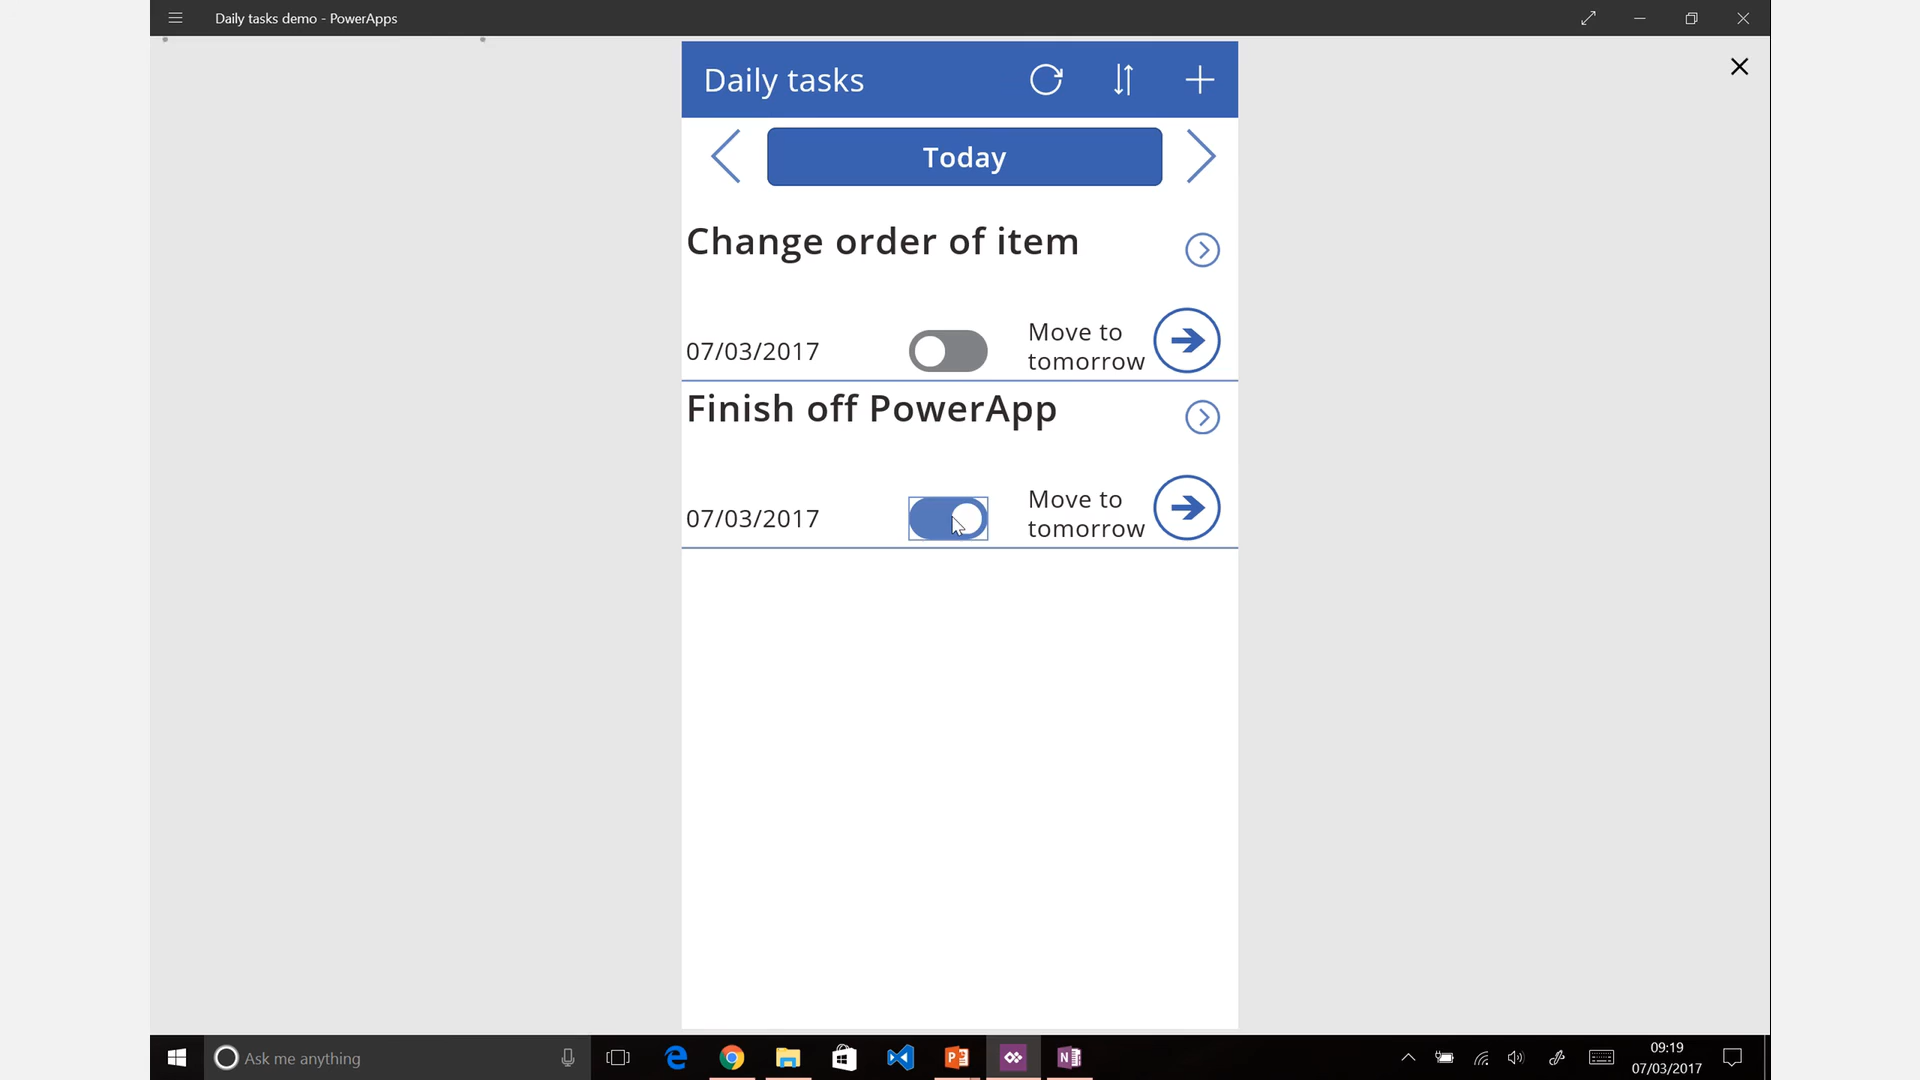 Daily tasks demo - PowerApps
Daily tasks
Today
Change order of item
07/03/2017
Move to
tomorrow
Finish off PowerApp
07/03/2017
Move to
tomorrow
Ask me anything
09:19
07/03/2017